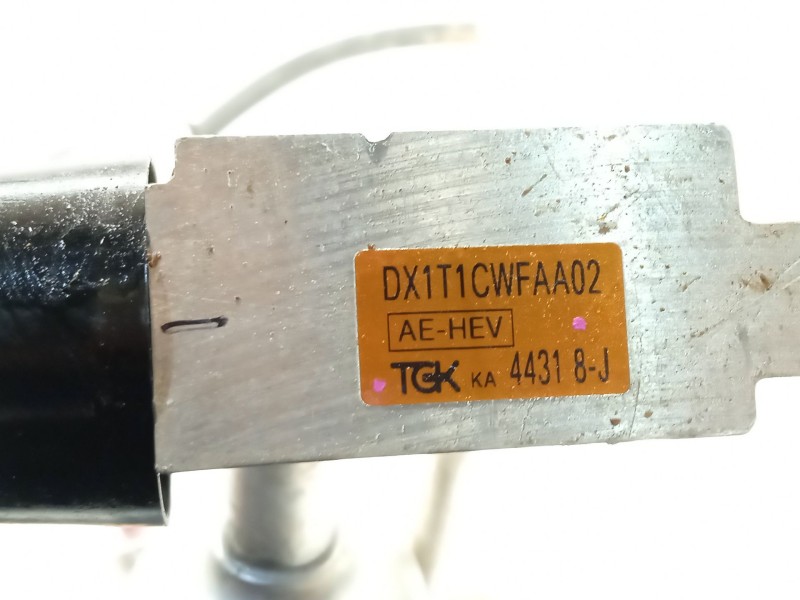 DX1T1CWFAA02
AE-HEV
TGK KA 4431 8-J